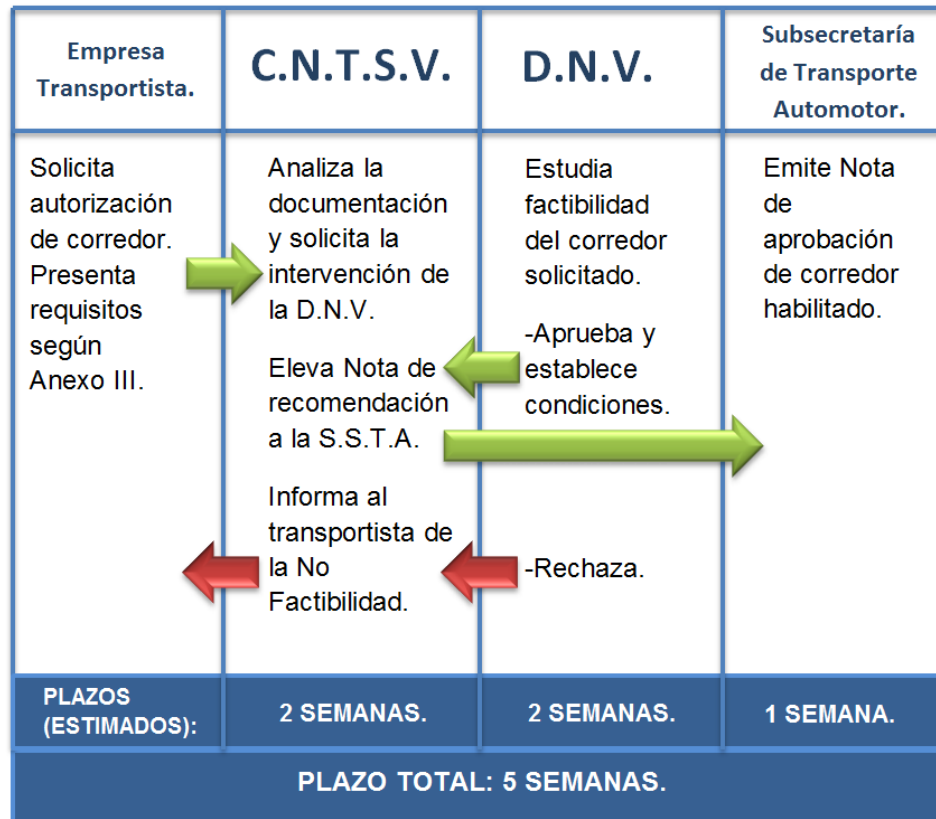 Empresa
Transportista.
C.N.T.S.V.
D.N.V.
Subsecretaría
de Transporte
Automotor.
Solicita
autorización
de corredor.
Presenta
requisitos
según
Anexo III.
Analiza la
documentación
y solicita la
intervención de
la D.N.V.
Eleva Nota de
recomendación
a la S.S.T.A.
Informa al
transportista de
la No
Factibilidad.
Estudia
factibilidad
del corredor
solicitado.
-Aprueba y
establece
condiciones.
-Rechaza.
Emite Nota
de
aprobación
de corredor
habilitado.
PLAZOS
(ESTIMADOS):
2 SEMANAS.
2 SEMANAS.
1 SEMANA.
PLAZO TOTAL: 5 SEMANAS.